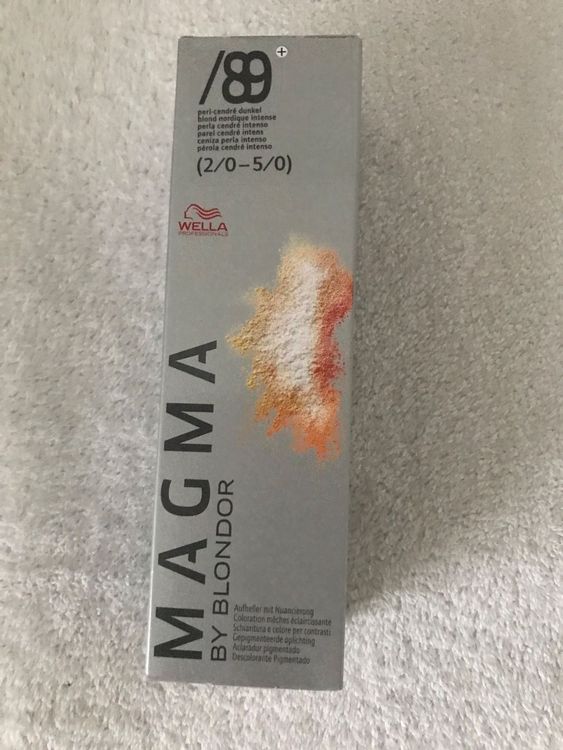 /89
+
perl-cendré dunkel
blond nordique intense
perla cendré intenso
parel cendré intens
ceniza perla intenso
pérola cendré intenso
(2/0–5/0)
WELLA
PROFESSIONALS
MAGMA
BY BLONDOR
Aufheller mit Nuancierung
Coloration mèches éclaircissante
Schiaritura e colore per contrasti
Gepigmenteerde oplichting
Aclarador pigmentado
Descolorante Pigmentado